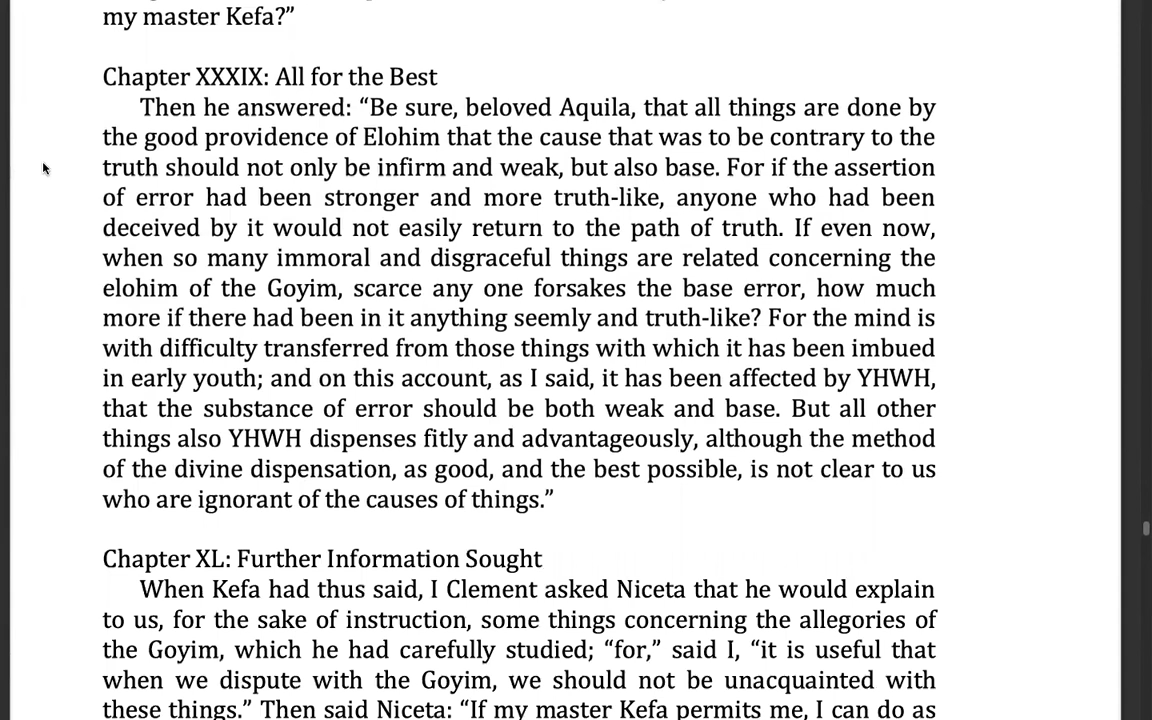 my master Kefa?”
Chapter XXXIX: All for the Best
Then he answered: “Be sure, beloved Aquila, that all things are done by
the good providence of Elohim that the cause that was to be contrary to the
truth should not only be infirm and weak, but also base. For if the assertion
of error had been stronger and more truth-like, anyone who had been
deceived by it would not easily return to the path of truth. If even now,
when so many immoral and disgraceful things are related concerning the
elohim of the Goyim, scarce any one forsakes the base error, how much
more if there had been in it anything seemly and truth-like? For the mind is
with difficulty transferred from those things with which it has been imbued
in early youth; and on this account, as I said, it has been affected by YHWH,
that the substance of error should be both weak and base. But all other
things also YHWH dispenses fitly and advantageously, although the method
of the divine dispensation, as good, and the best possible, is not clear to us
who are ignorant of the causes of things.”
Chapter XL: Further Information Sought
When Kefa had thus said, I Clement asked Niceta that he would explain
to us, for the sake of instruction, some things concerning the allegories of
the Goyim, which he had carefully studied; “for,” said I, “it is useful that
when we dispute with the Goyim, we should not be unacquainted with
these things.” Then said Niceta: “If my master Kefa permits me, I can do as